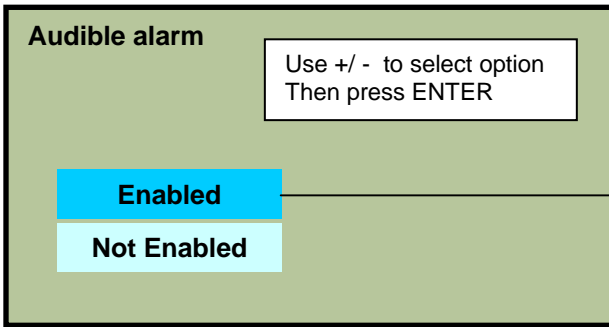 Audible alarm
Use +/ - to select option
Then press ENTER
Enabled
Not Enabled